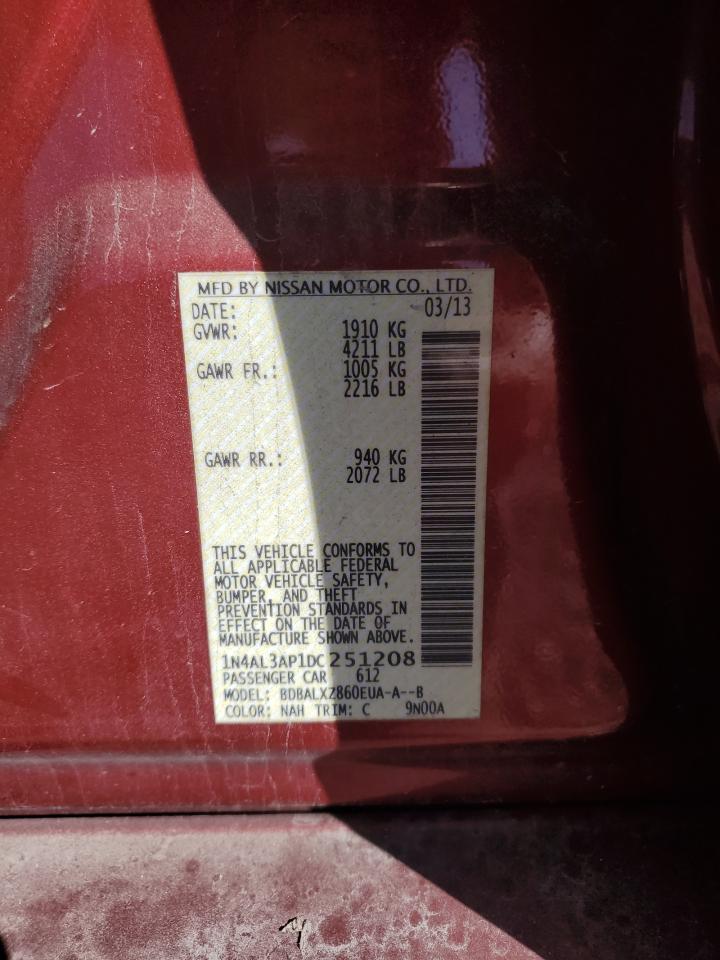 MFD BY NISSAN MOTOR CO., LTD.
DATE: 03/13
GVWR: 1910 KG
4211 LB
GAWR FR.: 1005 KG
2216 LB
GAWR RR.: 940 KG
2072 LB
THIS VEHICLE CONFORMS TO
ALL APPLICABLE FEDERAL
MOTOR VEHICLE SAFETY,
BUMPER, AND THEFT
PREVENTION STANDARDS IN
EFFECT ON THE DATE OF
MANUFACTURE SHOWN ABOVE.
1N4AL3AP1DC251208
PASSENGER CAR 612
MODEL: BDBALXZ860EUA-A--B
COLOR: NAH TRIM: C 9N00A